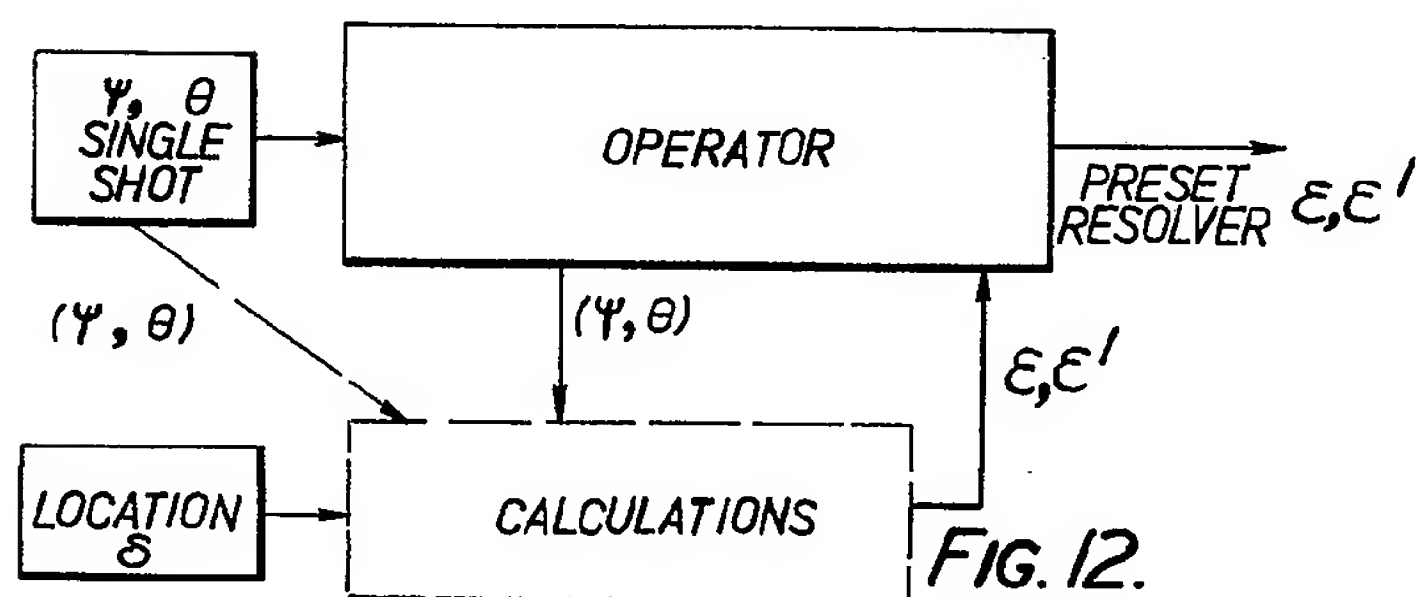 Ψ, θ
SINGLE
SHOT
OPERATOR
PRESET
RESOLVER
ε,ε'
(Ψ, θ)
(Ψ, θ)
ε,ε'
LOCATION
δ
CALCULATIONS
FIG. 12.